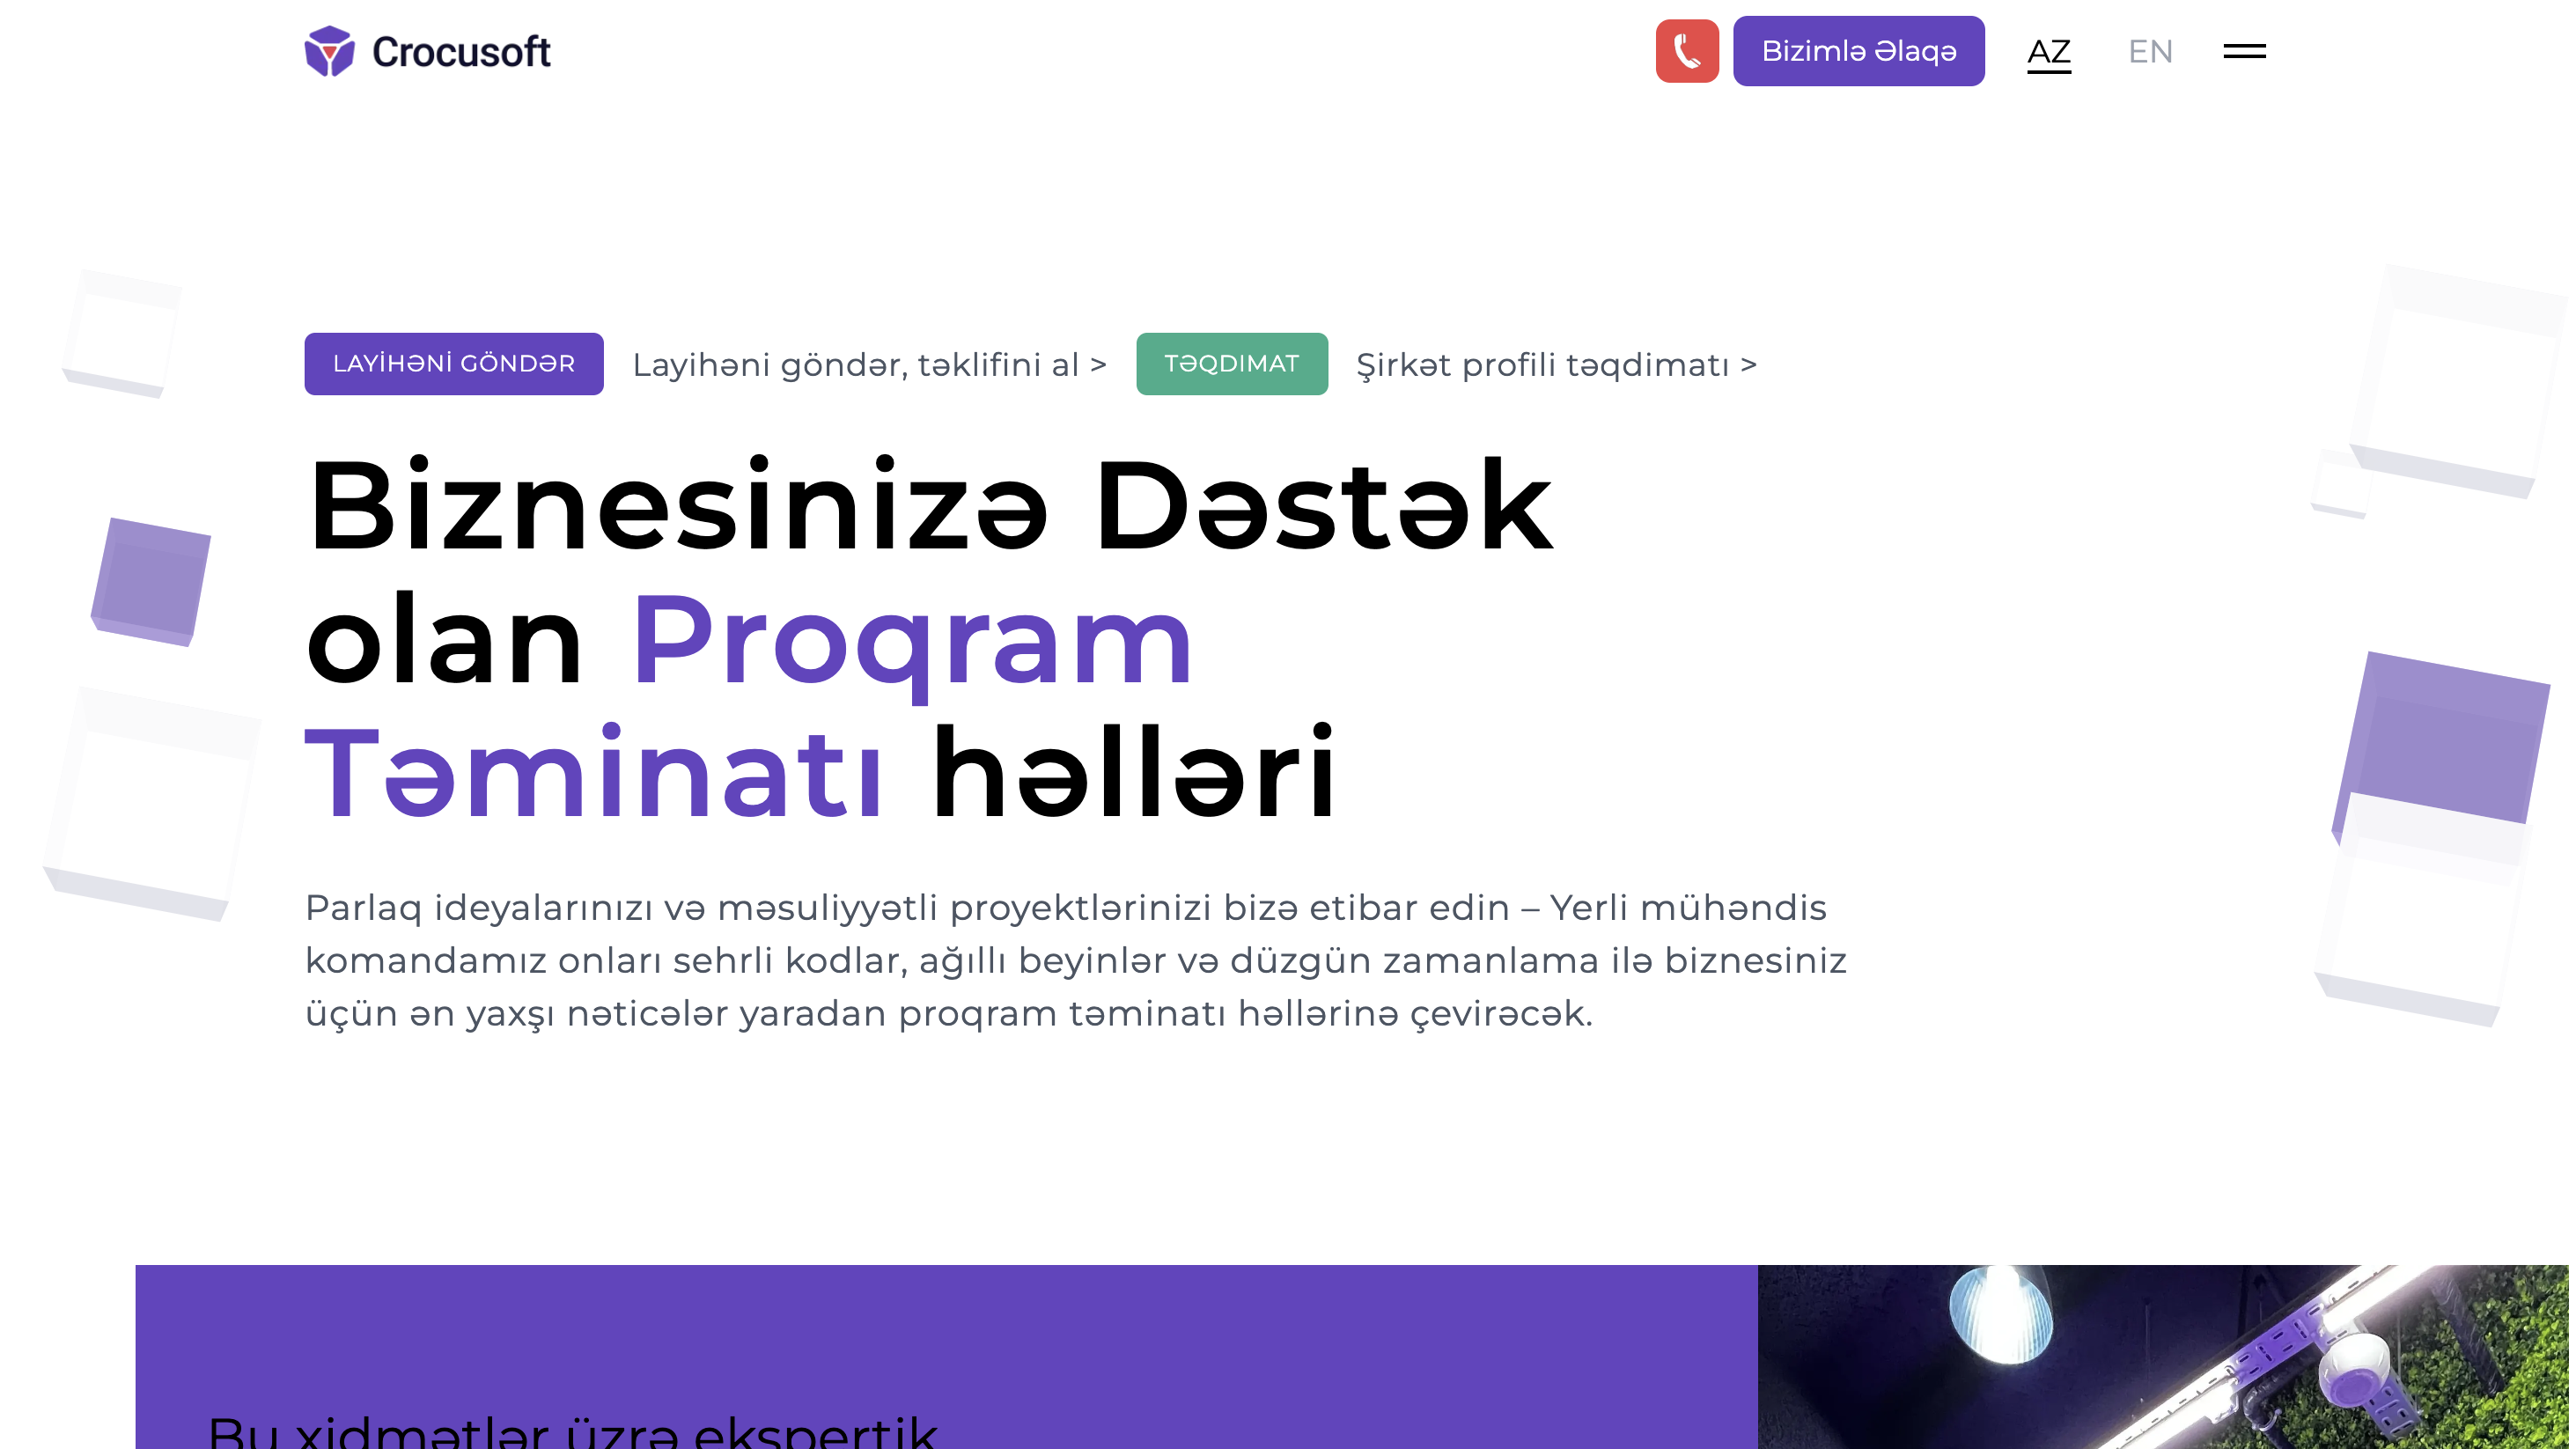 Crocusoft
Bizimlə Əlaqə
AZ
EN
LAYİHƏNİ GÖNDƏR
Layihəni göndər, təklifini al >
TƏQDIMAT
Şirkət profili təqdimatı >
Biznesinizə Dəstək
olan Proqram
Təminatı həlləri
Parlaq ideyalarınızı və məsuliyyətli proyektlərinizi bizə etibar edin – Yerli mühəndis
komandamız onları sehrli kodlar, ağıllı beyinlər və düzgün zamanlama ilə biznesiniz
üçün ən yaxşı nəticələr yaradan proqram təminatı həllərinə çevirəcək.
Bu xidmətlər üzrə ekspertik